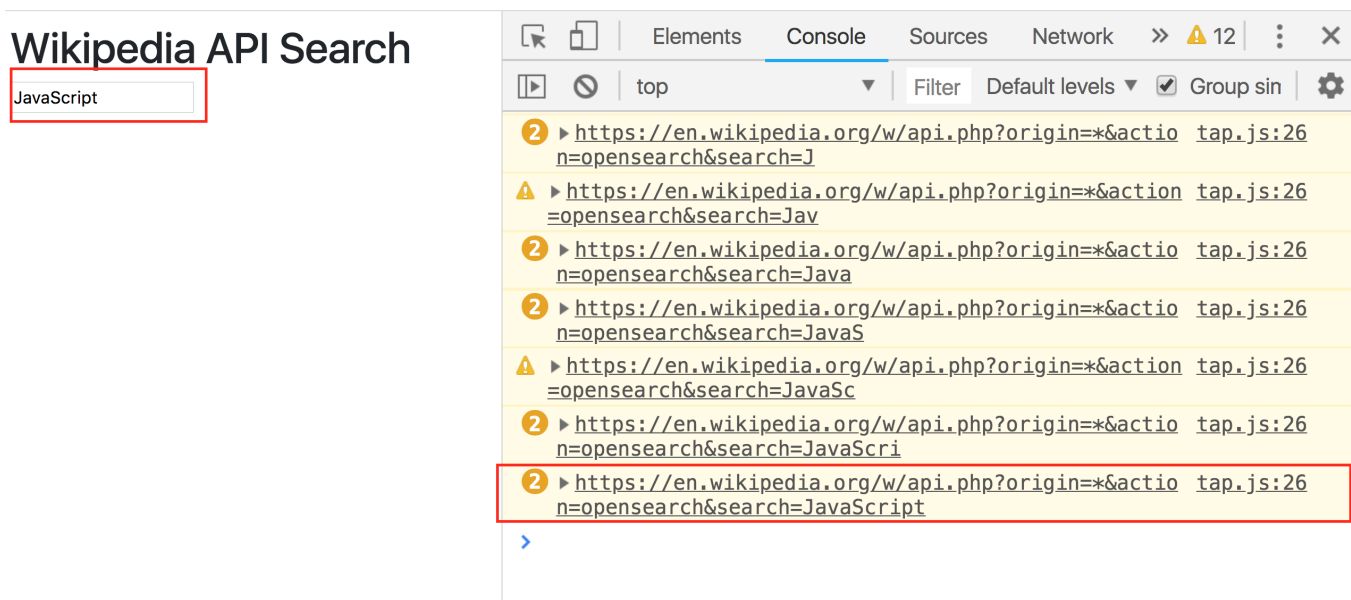 Wikipedia API Search
JavaScript
Elements Console Sources Network » 12
top Filter Default levels Group sin
2 https://en.wikipedia.org/w/api.php?origin=*&actio tap.js:26
n=opensearch&search=J
https://en.wikipedia.org/w/api.php?origin=*&action tap.js:26
=opensearch&search=Jav
2 https://en.wikipedia.org/w/api.php?origin=*&actio tap.js:26
n=opensearch&search=Java
2 https://en.wikipedia.org/w/api.php?origin=*&actio tap.js:26
n=opensearch&search=JavaS
https://en.wikipedia.org/w/api.php?origin=*&action tap.js:26
=opensearch&search=JavaSc
2 https://en.wikipedia.org/w/api.php?origin=*&actio tap.js:26
n=opensearch&search=JavaScri
2 https://en.wikipedia.org/w/api.php?origin=*&actio tap.js:26
n=opensearch&search=JavaScript